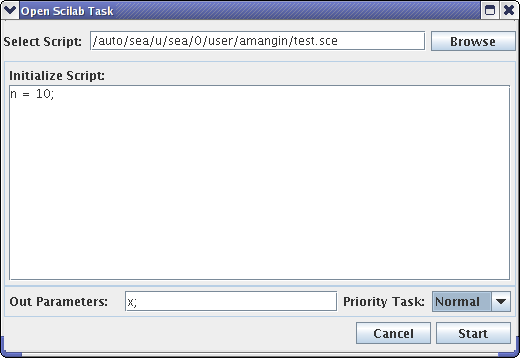 Open Scilab Task
Select Script: /auto/sea/u/sea/0/user/amangin/test.sce Browse
Initialize Script:
n = 10;
Out Parameters: x; Priority Task: Normal
Cancel Start